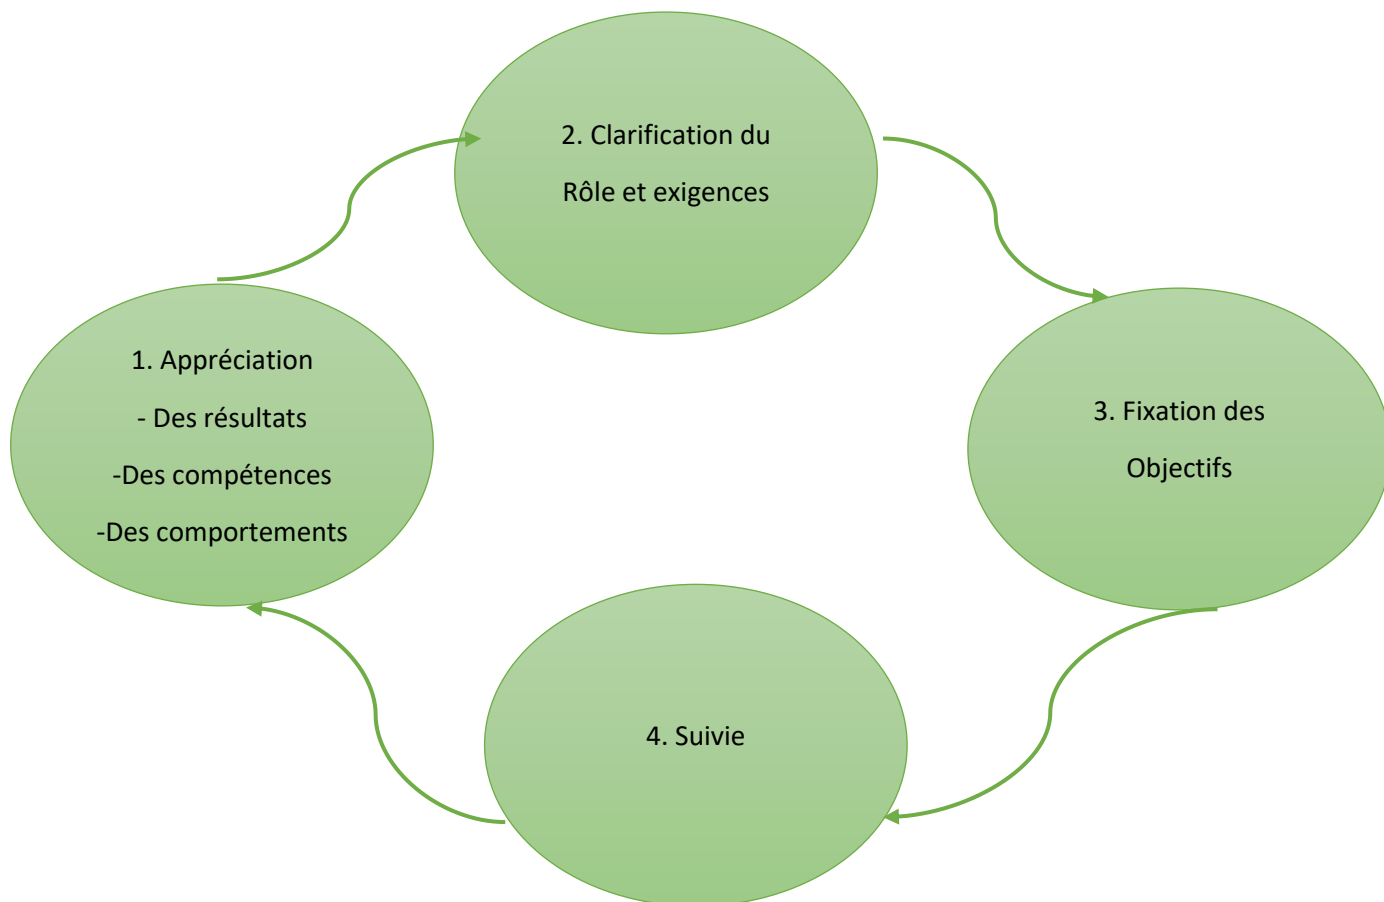 1. Appréciation
- Des résultats
-Des compétences
-Des comportements
2. Clarification du
Rôle et exigences
3. Fixation des
Objectifs
4. Suivie